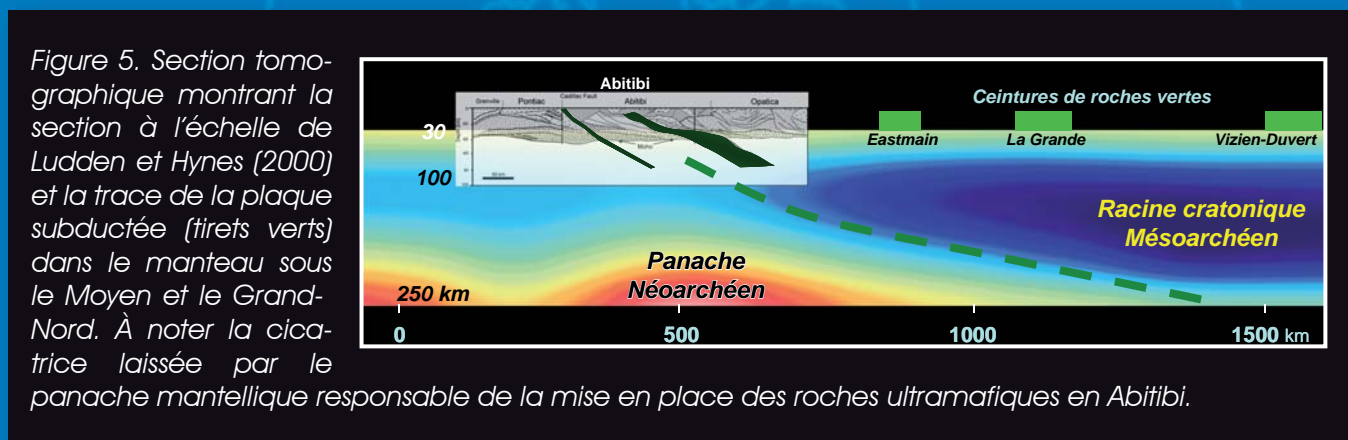 Figure 5. Section tomo-
graphique montrant la
section à l'échelle de
Ludden et Hynes (2000)
et la trace de la plaque
subductée (tirets verts)
dans le manteau sous
le Moyen et le Grand-
Nord. À noter la cica-
trice laissée par le
panache mantellique responsable de la mise en place des roches ultramafiques en Abitibi.
Abitibi
Grenville Pontiac Cadillac Fault Abitibi Opatica
Moho
Ceintures de roches vertes
Eastmain La Grande Vizien-Duvert
30
100
250 km
Racine cratonique
Mésoarchéen
Panache
Néoarchéen
0 500 1000 1500 km